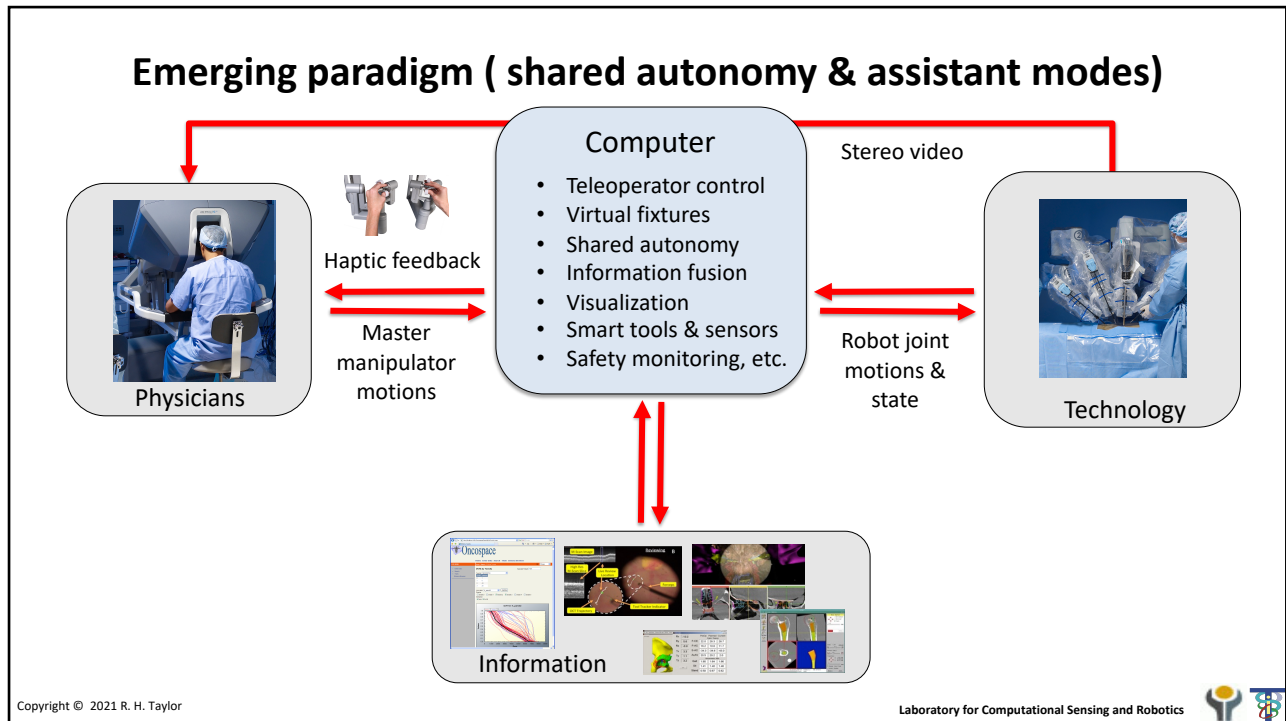 Emerging paradigm ( shared autonomy & assistant modes)
Computer
• Teleoperator control
• Virtual fixtures
• Shared autonomy
• Information fusion
• Visualization
• Smart tools & sensors
• Safety monitoring, etc.
Stereo video
Haptic feedback
Master
manipulator
motions
Physicians
Robot joint
motions &
state
Technology
Oncospace
Information
Copyright © 2021 R. H. Taylor
Laboratory for Computational Sensing and Robotics